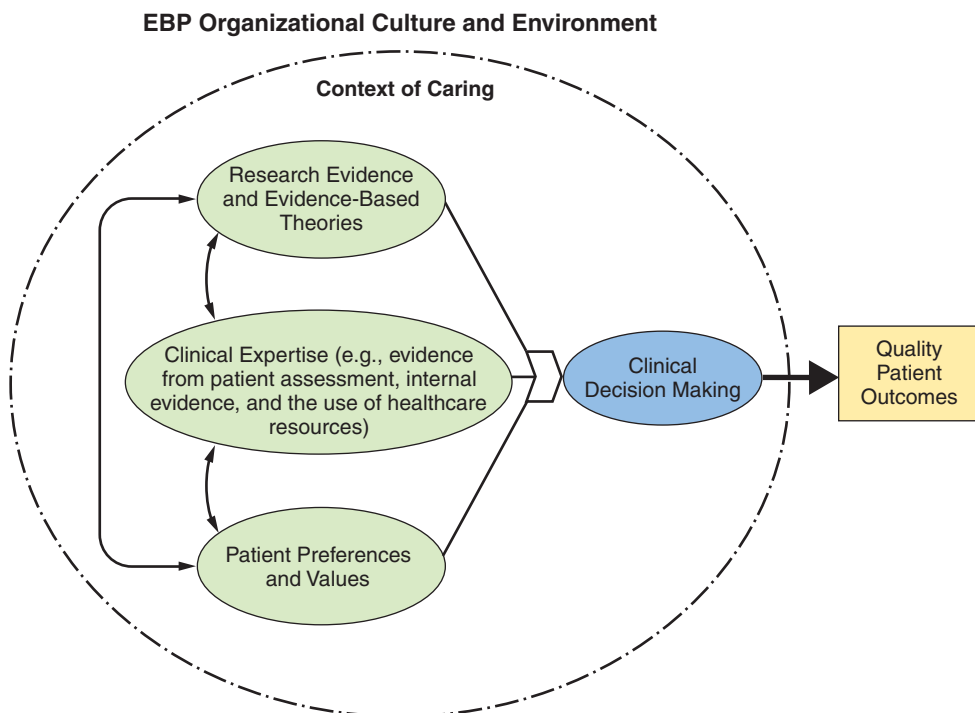 EBP Organizational Culture and Environment
Context of Caring
Research Evidence
and Evidence-Based
Theories
Clinical Expertise (e.g., evidence
from patient assessment, internal
evidence, and the use of healthcare
resources)
Patient Preferences
and Values
Clinical
Decision Making
Quality
Patient
Outcomes